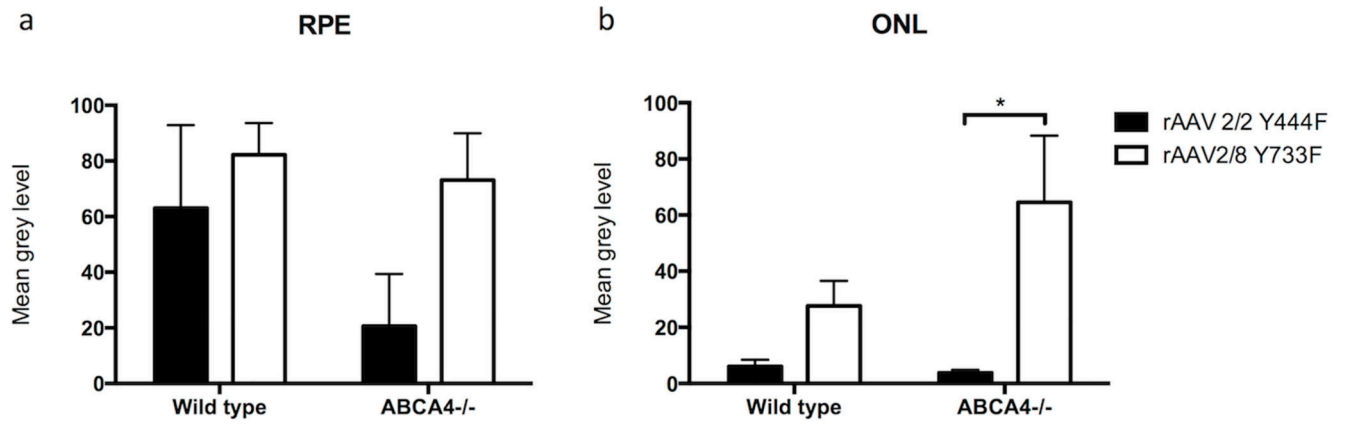 a
RPE
Mean grey level
100
80
60
40
20
0
Wild type
ABCA4-/-
b
ONL
Mean grey level
100
80
60
40
20
0
*
Wild type
ABCA4-/-
rAAV 2/2 Y444F
rAAV2/8 Y733F